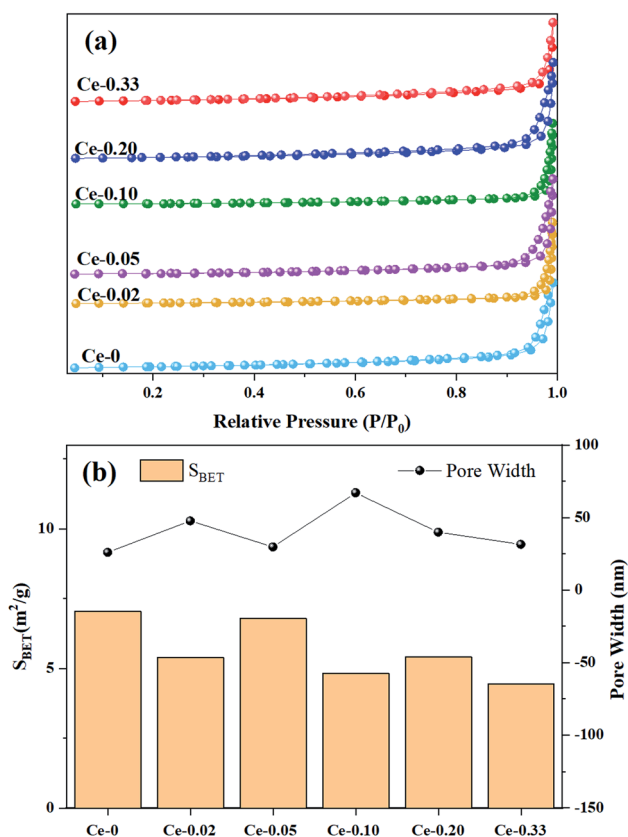 (a)
Ce-0.33
Ce-0.20
Ce-0.10
Ce-0.05
Ce-0.02
Ce-0
0.2 0.4 0.6 0.8 1.0
Relative Pressure (P/P0)
(b)
SBET
Pore Width
100
50
0
-50
-100
-150
Pore Width (nm)
10
5
0
SBET(m2/g)
Ce-0 Ce-0.02 Ce-0.05 Ce-0.10 Ce-0.20 Ce-0.33